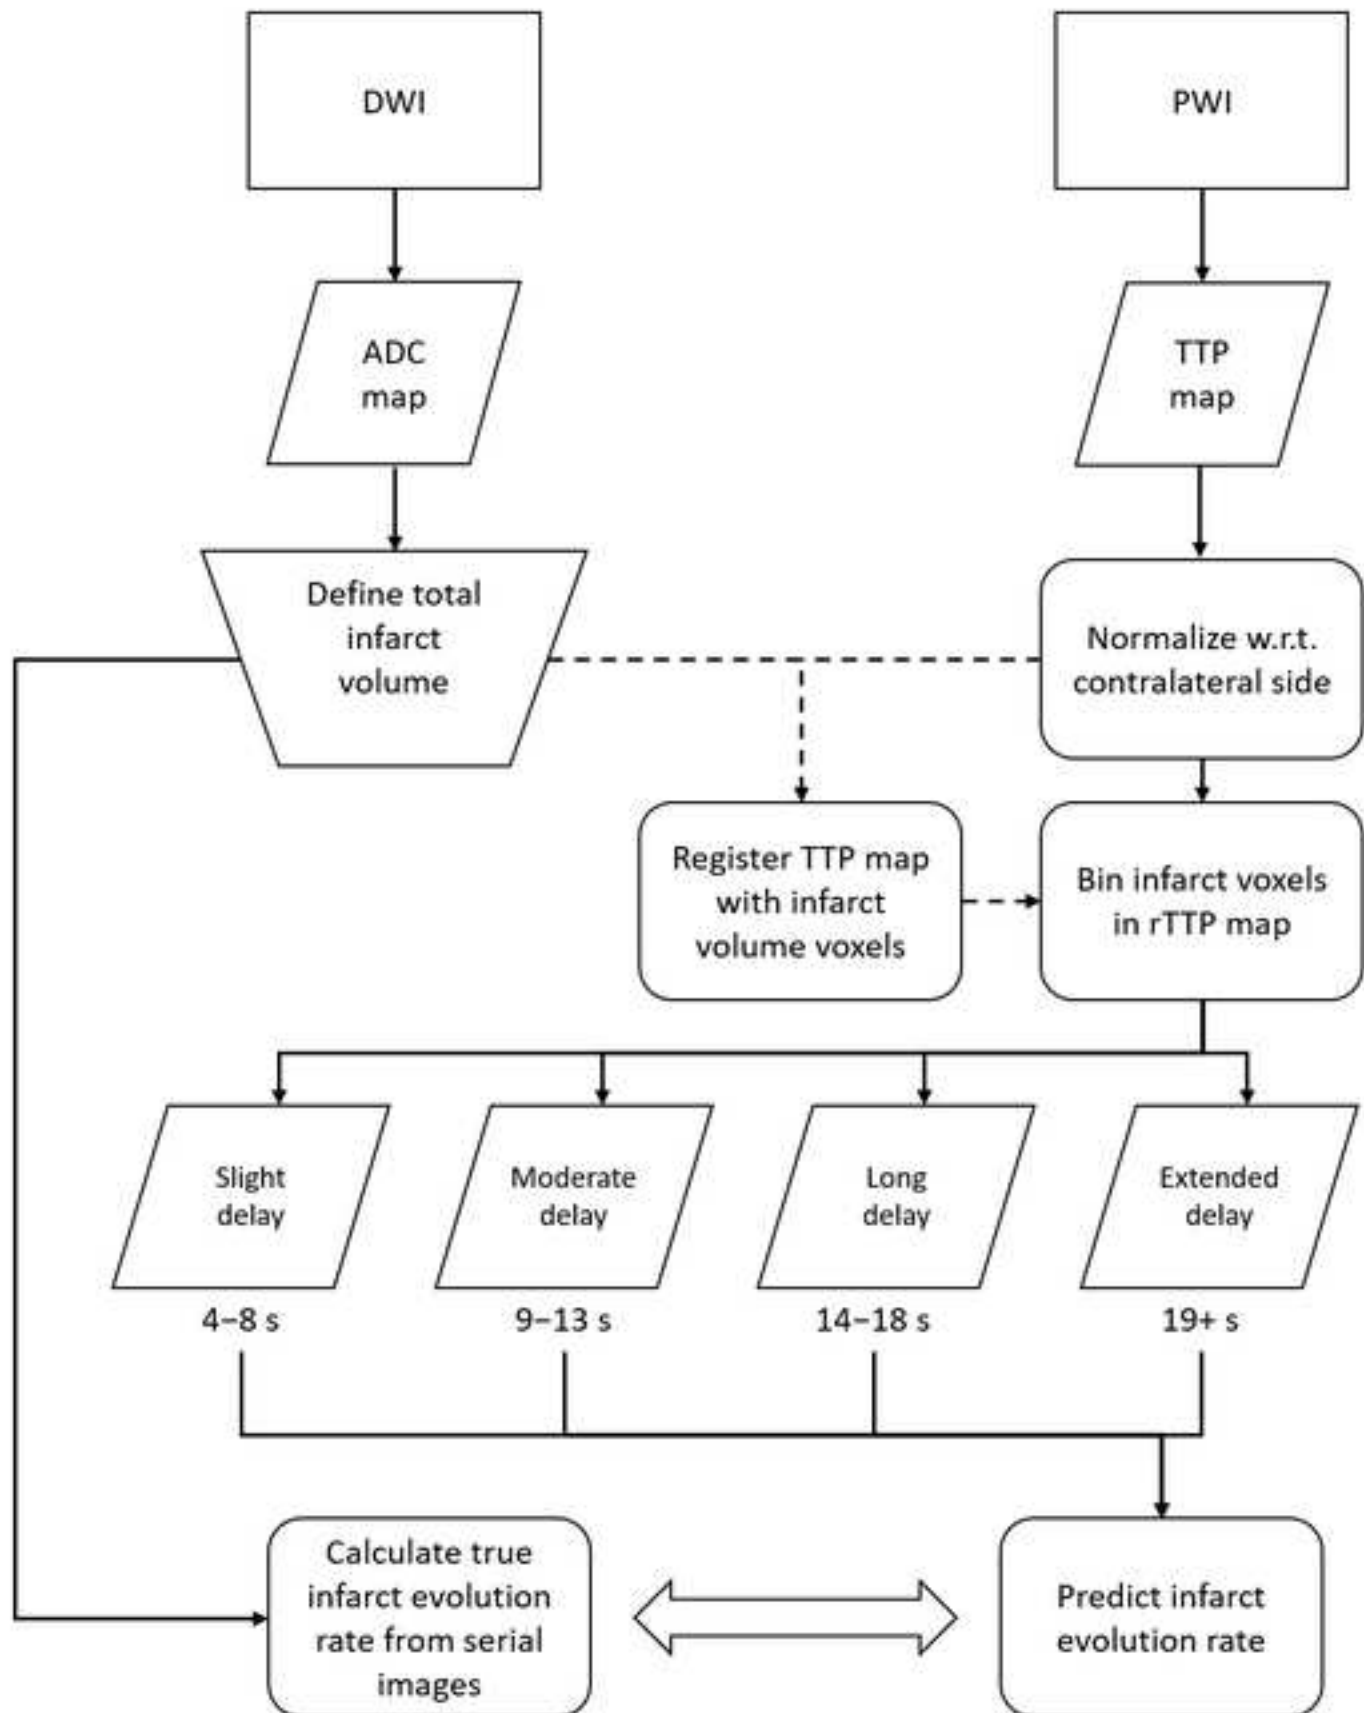 DWI
PWI
ADC
map
TTP
map
Define total
infarct
volume
Normalize w.r.t.
contralateral side
Register TTP map
with infarct
volume voxels
Bin infarct voxels
in rTTP map
Slight
delay
Moderate
delay
Long
delay
Extended
delay
4–8 s
9–13 s
14–18 s
19+ s
Calculate true
infarct evolution
rate from serial
images
Predict infarct
evolution rate